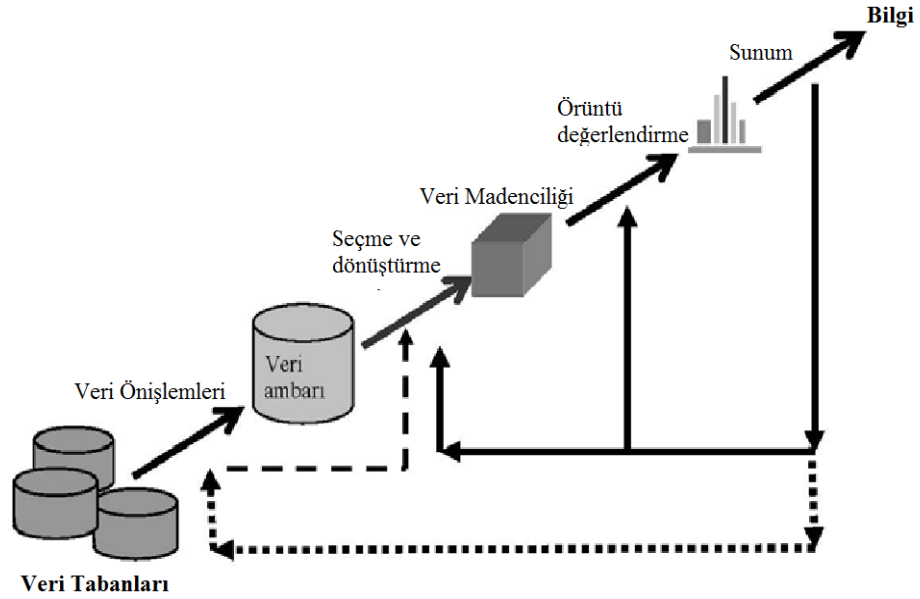 Bilgi
Sunum
Örüntü
değerlendirme
Veri Madenciliği
Seçme ve
dönüştürme
Veri
ambarı
Veri Önişlemleri
Veri Tabanları